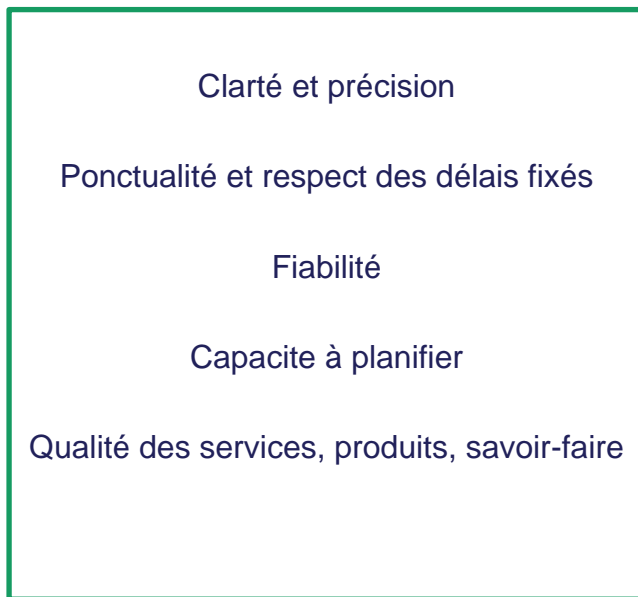 Clarté et précision
Ponctualité et respect des délais fixés
Fiabilité
Capacite à planifier
Qualité des services, produits, savoir-faire